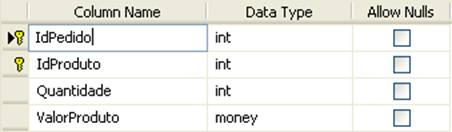 Column Name Data Type Allow Nulls
IdPedido int
IdProduto int
Quantidade int
ValorProduto money